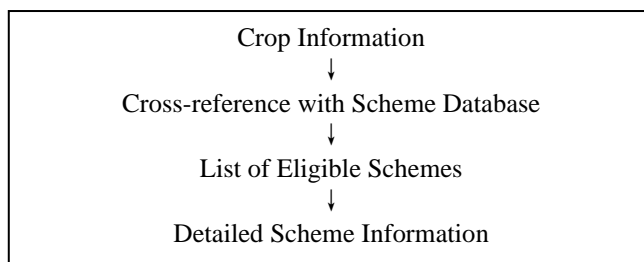 Crop Information
↓
Cross-reference with Scheme Database
↓
List of Eligible Schemes
↓
Detailed Scheme Information